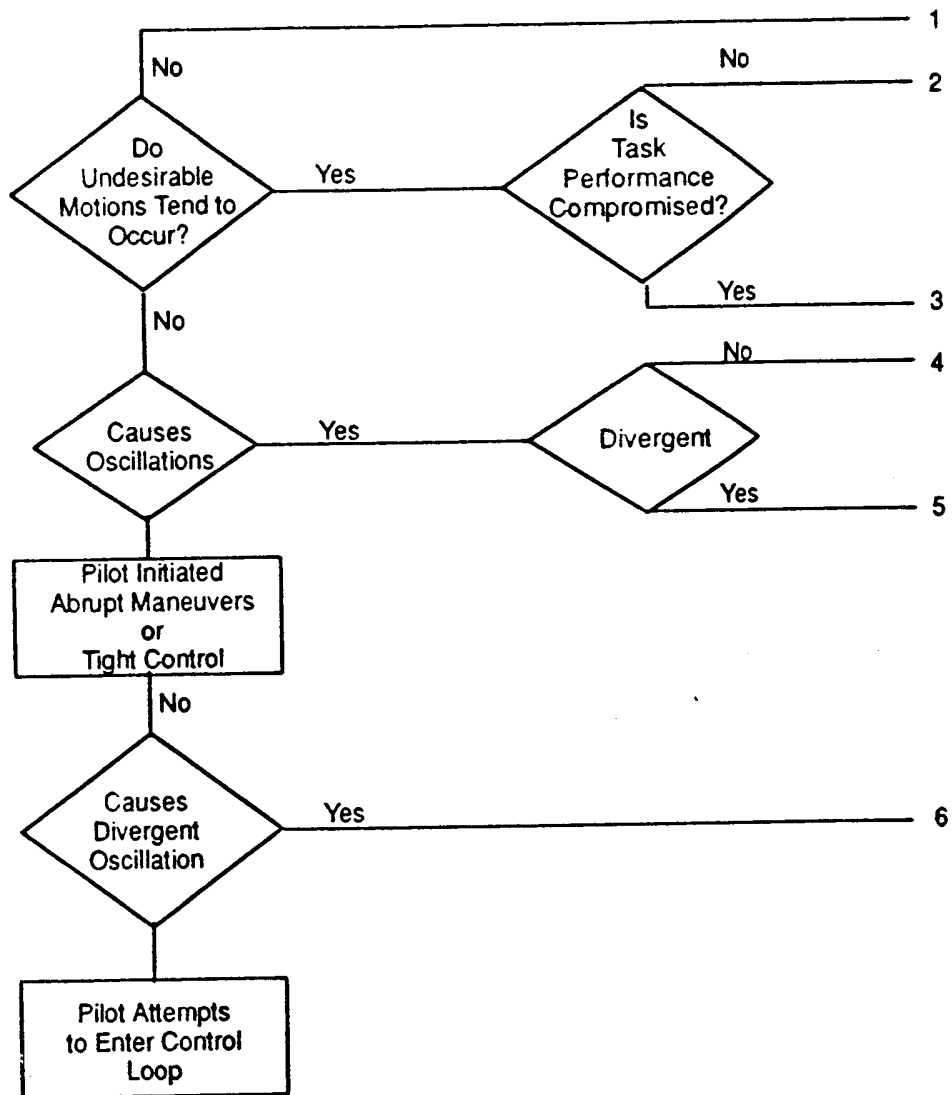 1
No
No
2
Do
Undesirable
Motions Tend to
Occur?
Yes
Is
Task
Performance
Compromised?
Yes
3
No
No
4
Causes
Oscillations
Yes
Divergent
Yes
5
Pilot Initiated
Abrupt Maneuvers
or
Tight Control
No
Causes
Divergent
Oscillation
Yes
6
Pilot Attempts
to Enter Control
Loop